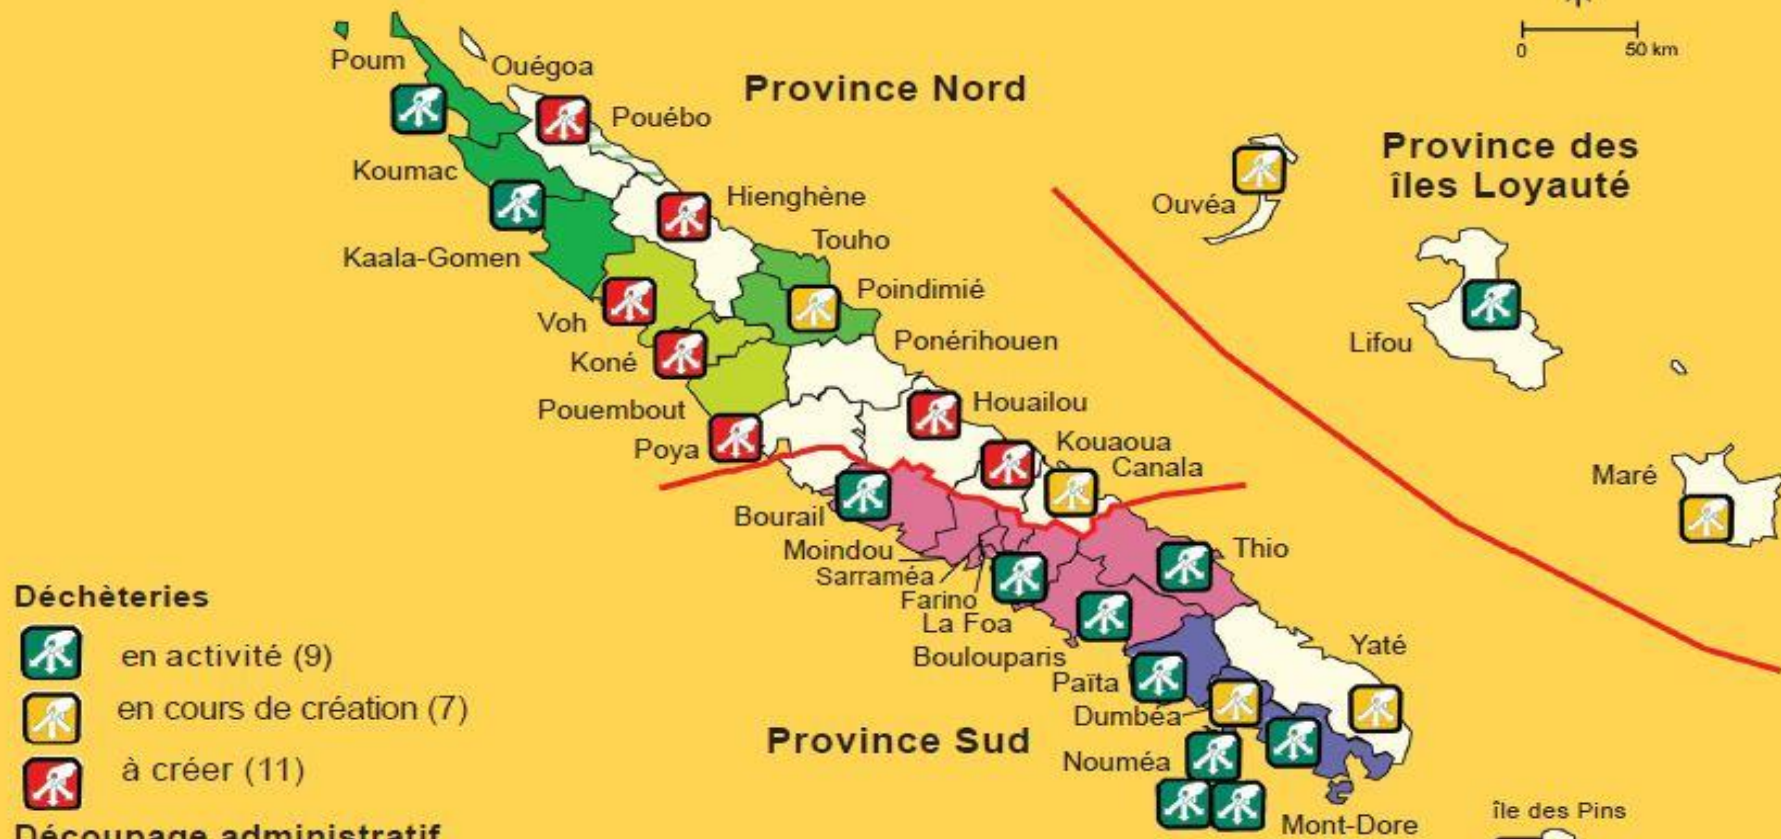 0 50 km
Poum
Ouégoa
Province Nord
Pouébo
Province des
îles Loyauté
Koumac
Hienghène
Ouvéa
Touho
Kaala-Gomen
Poindimié
Voh
Ponérihouen
Lifou
Koné
Pouembout
Houailou
Poya
Kouaoua
Canala
Maré
Bourail
Moindou
Thio
Sarraméa
Farino
La Foa
Boulouparis
Yaté
Païta
Dumbéa
Province Sud
Nouméa
Mont-Dore
île des Pins
Déchèteries
en activité (9)
en cours de création (7)
à créer (11)
Découpage administratif